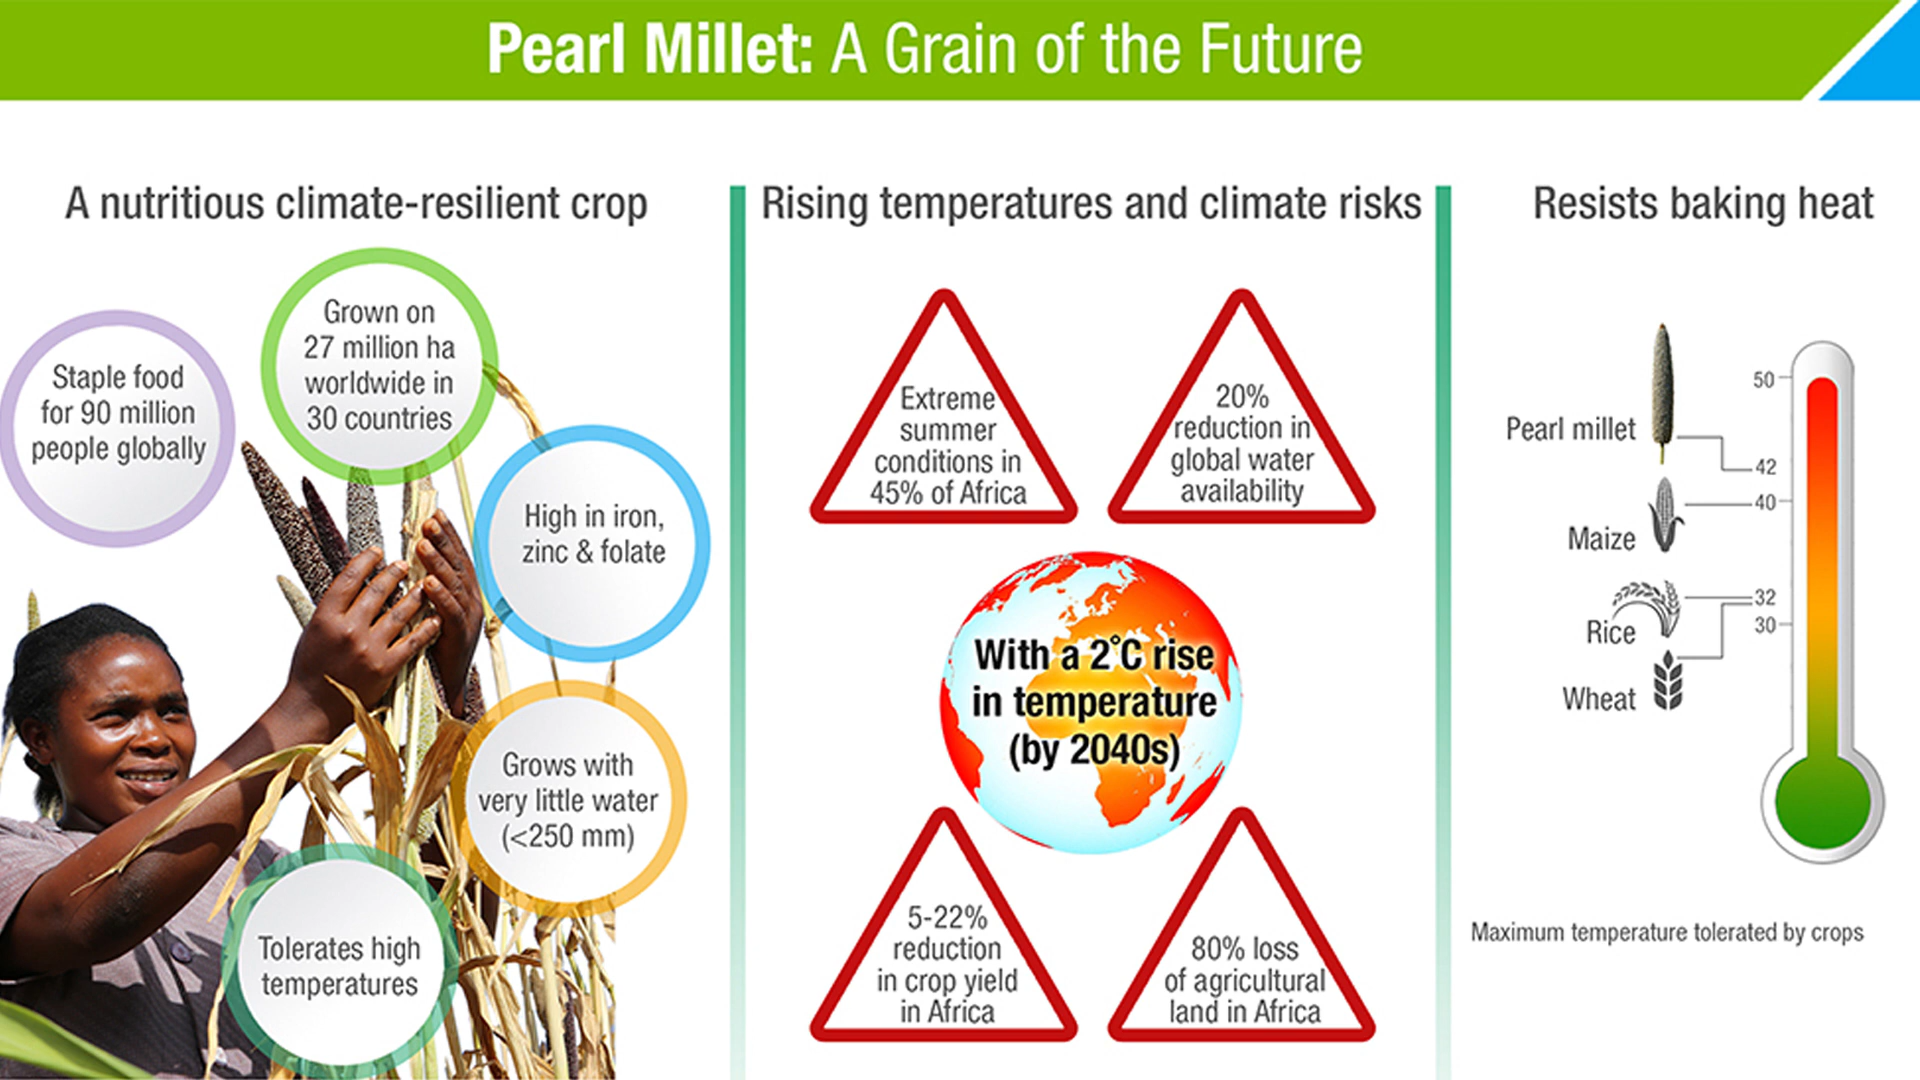 Pearl Millet: A Grain of the Future
A nutritious climate-resilient crop
Staple food
for 90 million
people globally
Grown on
27 million ha
worldwide in
30 countries
High in iron,
zinc & folate
Grows with
very little water
(<250 mm)
Tolerates high
temperatures
Rising temperatures and climate risks
Extreme
summer
conditions in
45% of Africa
20%
reduction in
global water
availability
With a 2°C rise
in temperature
(by 2040s)
5-22%
reduction
in crop yield
in Africa
80% loss
of agricultural
land in Africa
Resists baking heat
50
Pearl millet
42
40
Maize
32
30
Rice
Wheat
Maximum temperature tolerated by crops